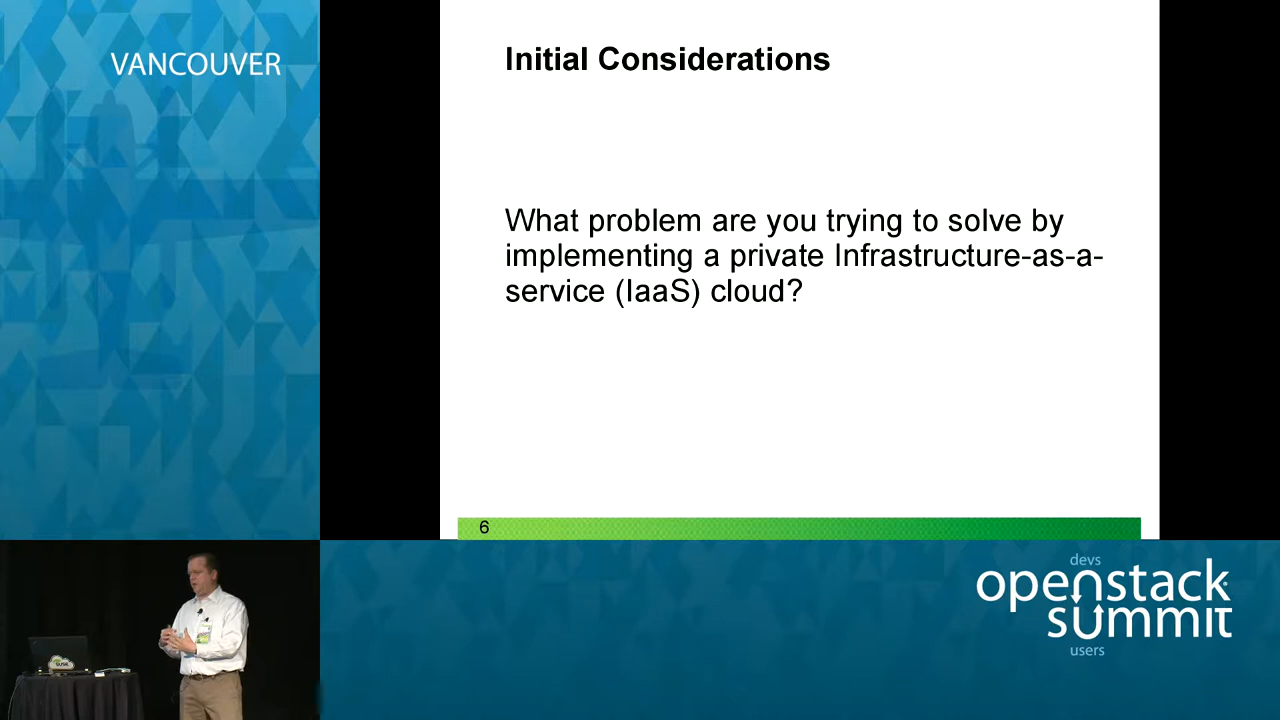 VANCOUVER
Initial Considerations
What problem are you trying to solve by
implementing a private Infrastructure-as-a-
service (IaaS) cloud?
6
devs
openstack
summit
users